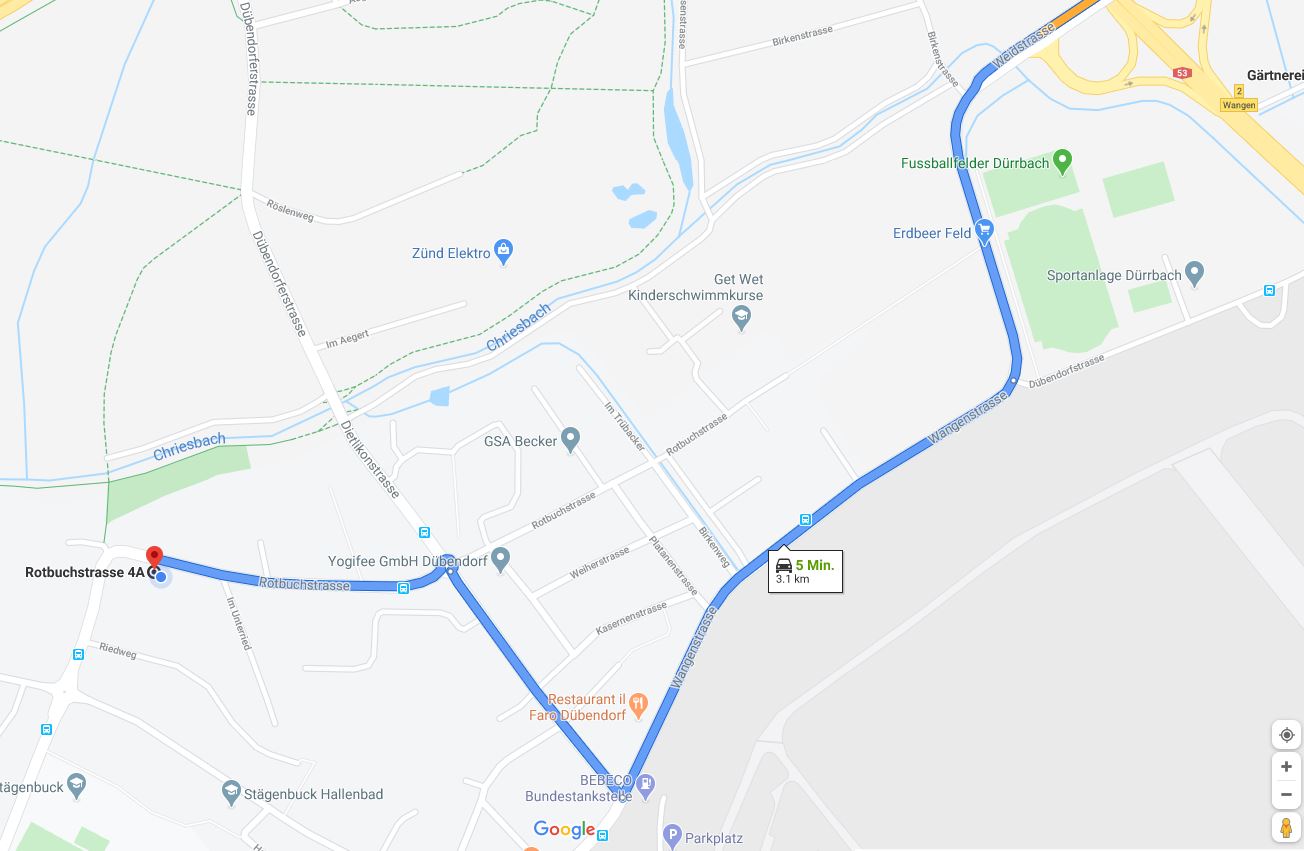 Dübendorferstrasse
Birkenstrasse
Birkenstrasse
Weidstrasse
53
Gärtnerei
2
Wangen
Fussballfelder Dürrbach
Röslenweg
Dübendorferstrasse
Zünd Elektro
Erdbeer Feld
Get Wet
Kinderschwimmkurse
Sportanlage Dürrbach
Im Aegert
Chriesbach
Dübendorfstrasse
Wangenstrasse
Im Trübacker
Rotbuchstrasse
Chriesbach
Dietlikonstrasse
GSA Becker
Rotbuchstrasse
Birkenweg
Platanenstrasse
Weiherstrasse
Yogifee GmbH Dübendorf
5 Min.
3.1 km
Rotbuchstrasse 4A
Rotbuchstrasse
Im Unterried
Kasernenstrasse
Wangenstrasse
Riedweg
Restaurant il
Faro Dübendorf
BEBECO
Bundestankstelle
tägenbuck
Stägenbuck Hallenbad
Google
P
Parkplatz